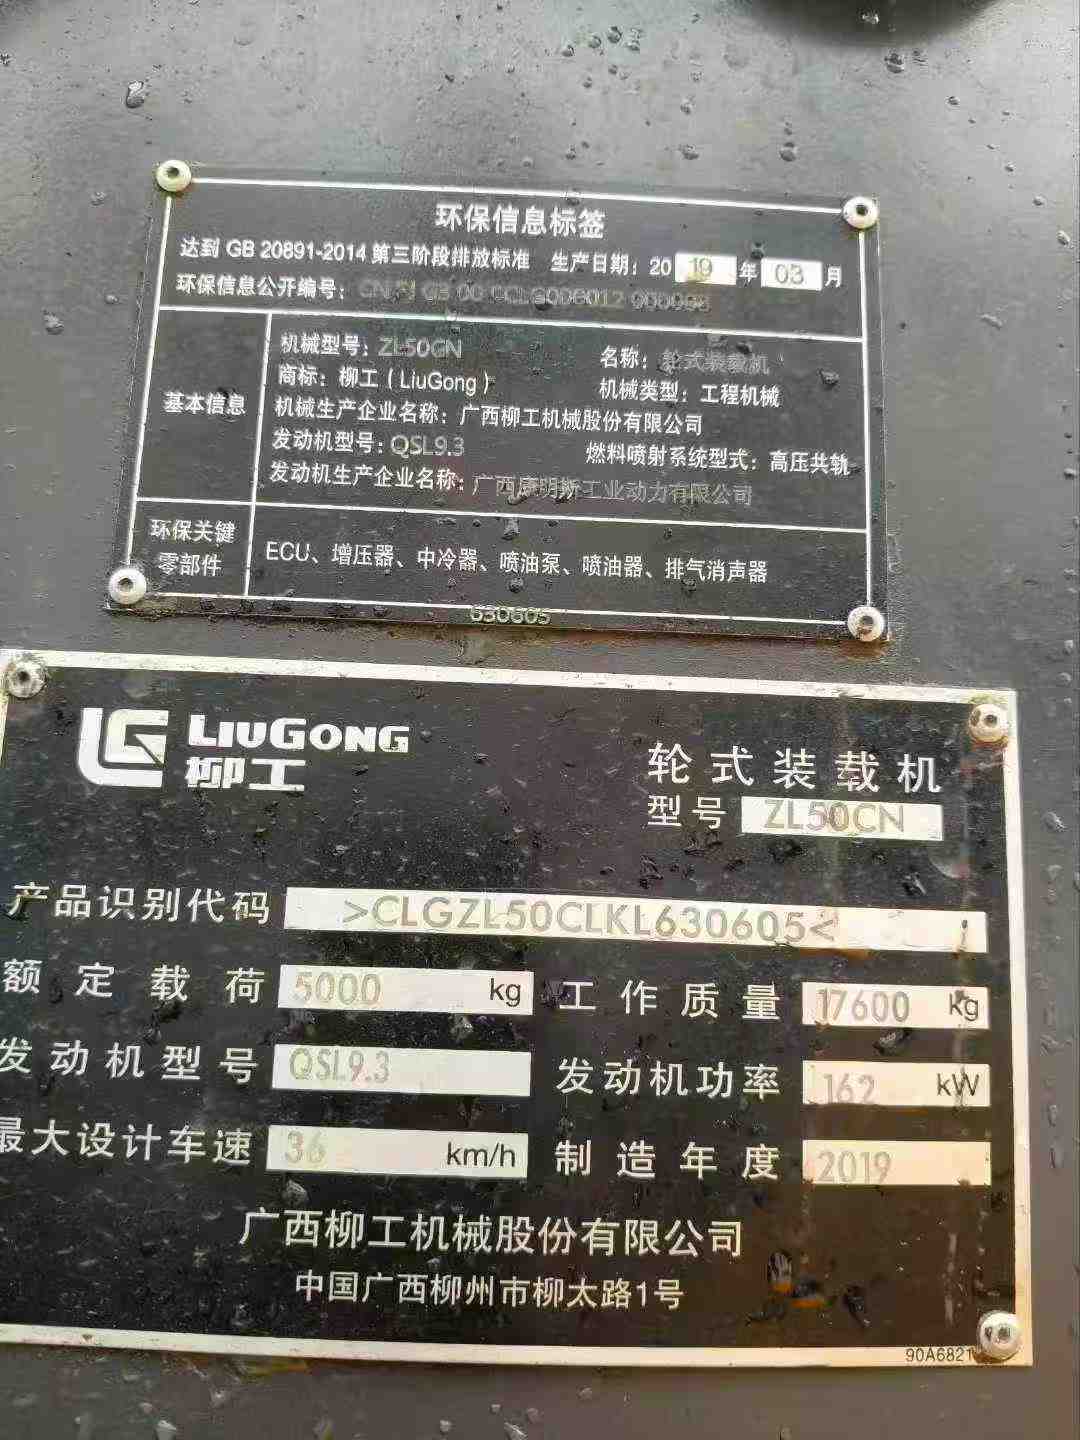 环保信息标签
达到 GB 20891-2014 第三阶段排放标准 生产日期: 20 19 年 03 月
环保信息公开编号:
机械型号: ZL50CN 名称: 轮式装载机
商标: 柳工 (LiuGong) 机械类型: 工程机械
基本信息 机械生产企业名称: 广西柳工机械股份有限公司
发动机型号: QSL9.3 燃料喷射系统型式: 高压共轨
发动机生产企业名称: 广西康明斯工业动力有限公司
环保关键
零部件
ECU、增压器、中冷器、喷油泵、喷油器、排气消声器
630605
LG LIUGONG
柳工
轮式装载机
型号 ZL50CN
产品识别代码 >CLGZL50CLKL630605<
额定载荷 5000 kg 工作质量 17600 kg
发动机型号 QSL9.3 发动机功率 162 kW
最大设计车速 36 km/h 制造年度 2019
广西柳工机械股份有限公司
中国广西柳州市柳太路1号
90A6821